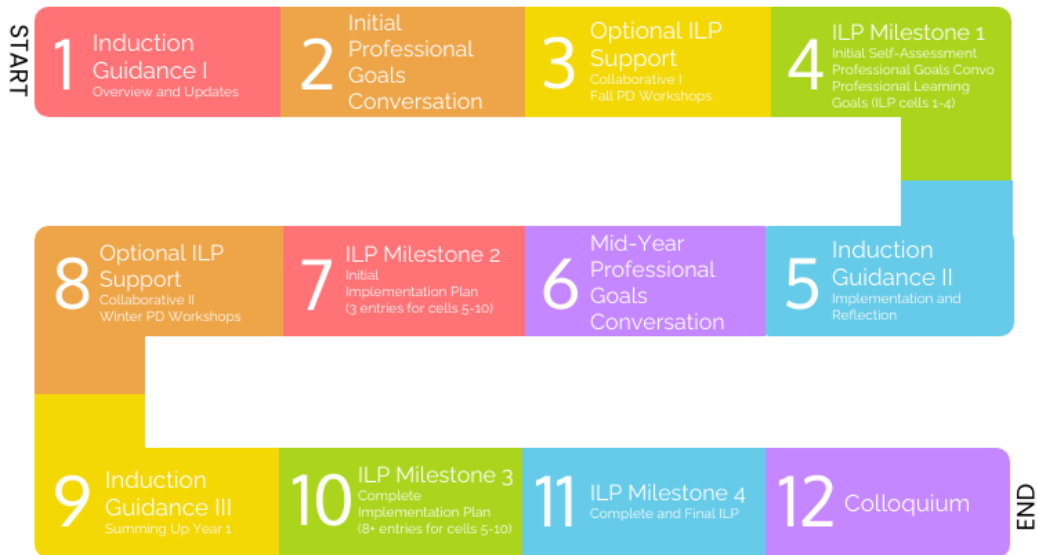 START
1
Induction
Guidance I
Overview and Updates
2
Initial
Professional
Goals
Conversation
3
Optional ILP
Support
Collaborative I
Fall PD Workshops
4
ILP Milestone 1
Initial Self-Assessment
Professional Goals Convo
Professional Learning
Goals (ILP cells 1-4)
5
Induction
Guidance II
Implementation and
Reflection
6
Mid-Year
Professional
Goals
Conversation
7
ILP Milestone 2
Initial
Implementation Plan
(3 entries for cells 5-10)
8
Optional ILP
Support
Collaborative II
Winter PD Workshops
9
Induction
Guidance III
Summing Up Year 1
10
ILP Milestone 3
Complete
Implementation Plan
(8+ entries for cells 5-10)
11
ILP Milestone 4
Complete and Final ILP
12
Colloquium
END